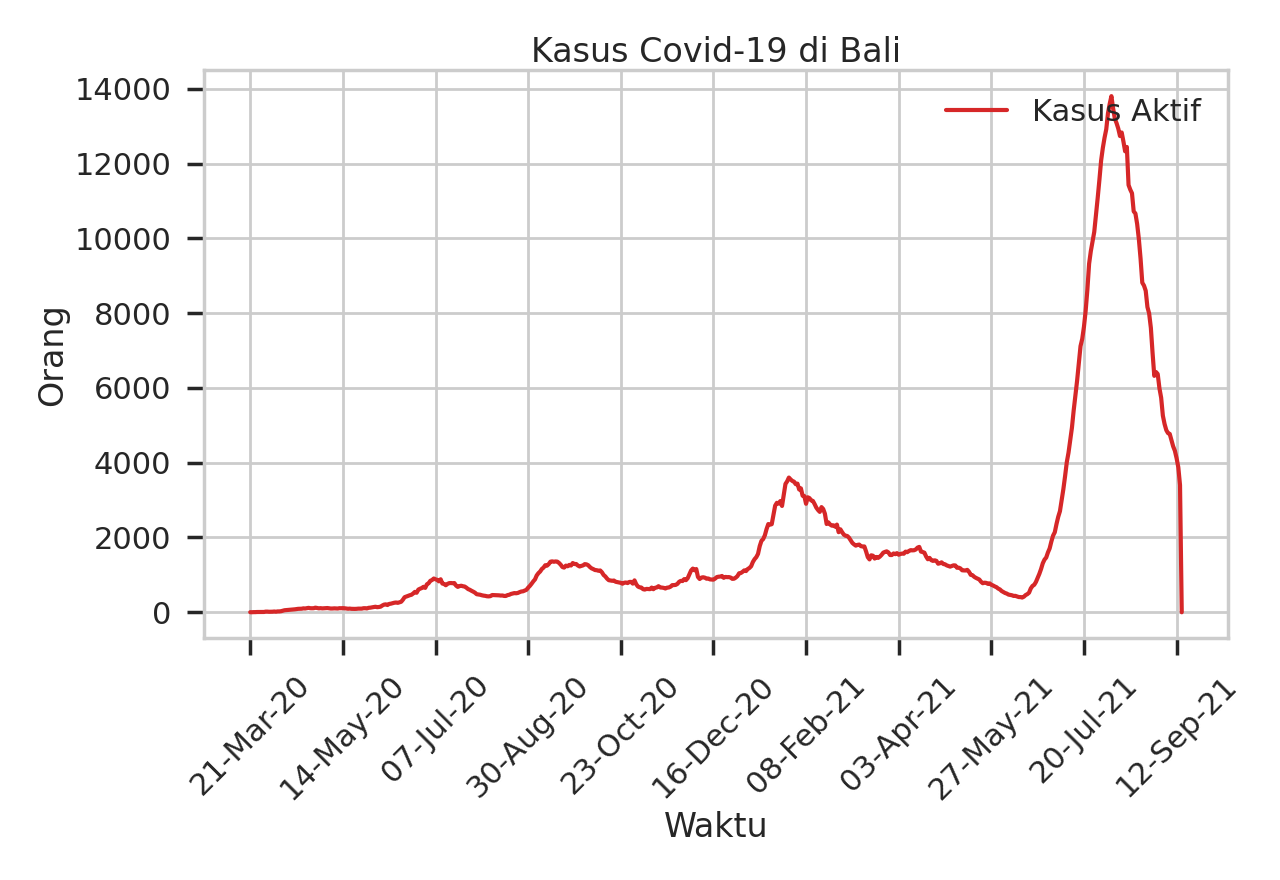 Kasus Covid-19 di Bali
Kasus Aktif
14000
12000
10000
8000
6000
4000
2000
0
Orang
21-Mar-20
14-May-20
07-Jul-20
30-Aug-20
23-Oct-20
16-Dec-20
08-Feb-21
03-Apr-21
27-May-21
20-Jul-21
12-Sep-21
Waktu